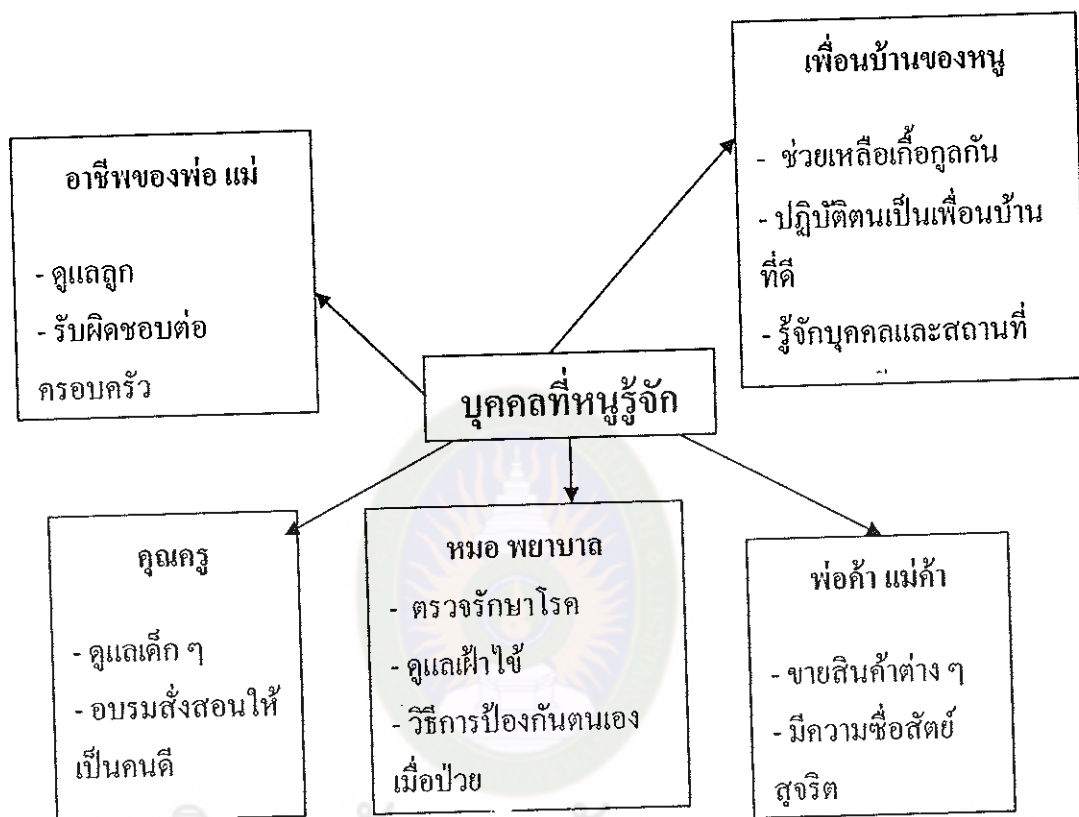 เพื่อนบ้านของหนู
- ช่วยเหลือเกื้อกูลกัน
- ปฏิบัติตนเป็นเพื่อนบ้าน
ที่ดี
- รู้จักบุคคลและสถานที่
อาชีพของพ่อ แม่
- ดูแลลูก
- รับผิดชอบต่อ
ครอบครัว
บุคคลที่หนูรู้จัก
คุณครู
- ดูแลเด็ก ๆ
- อบรมสั่งสอนให้
เป็นคนดี
หมอ พยาบาล
- ตรวจรักษาโรค
- ดูแลเฝ้าไข้
- วิธีการป้องกันตนเอง
เมื่อป่วย
พ่อค้า แม่ค้า
- ขายสินค้าต่าง ๆ
- มีความซื่อสัตย์
สุจริต